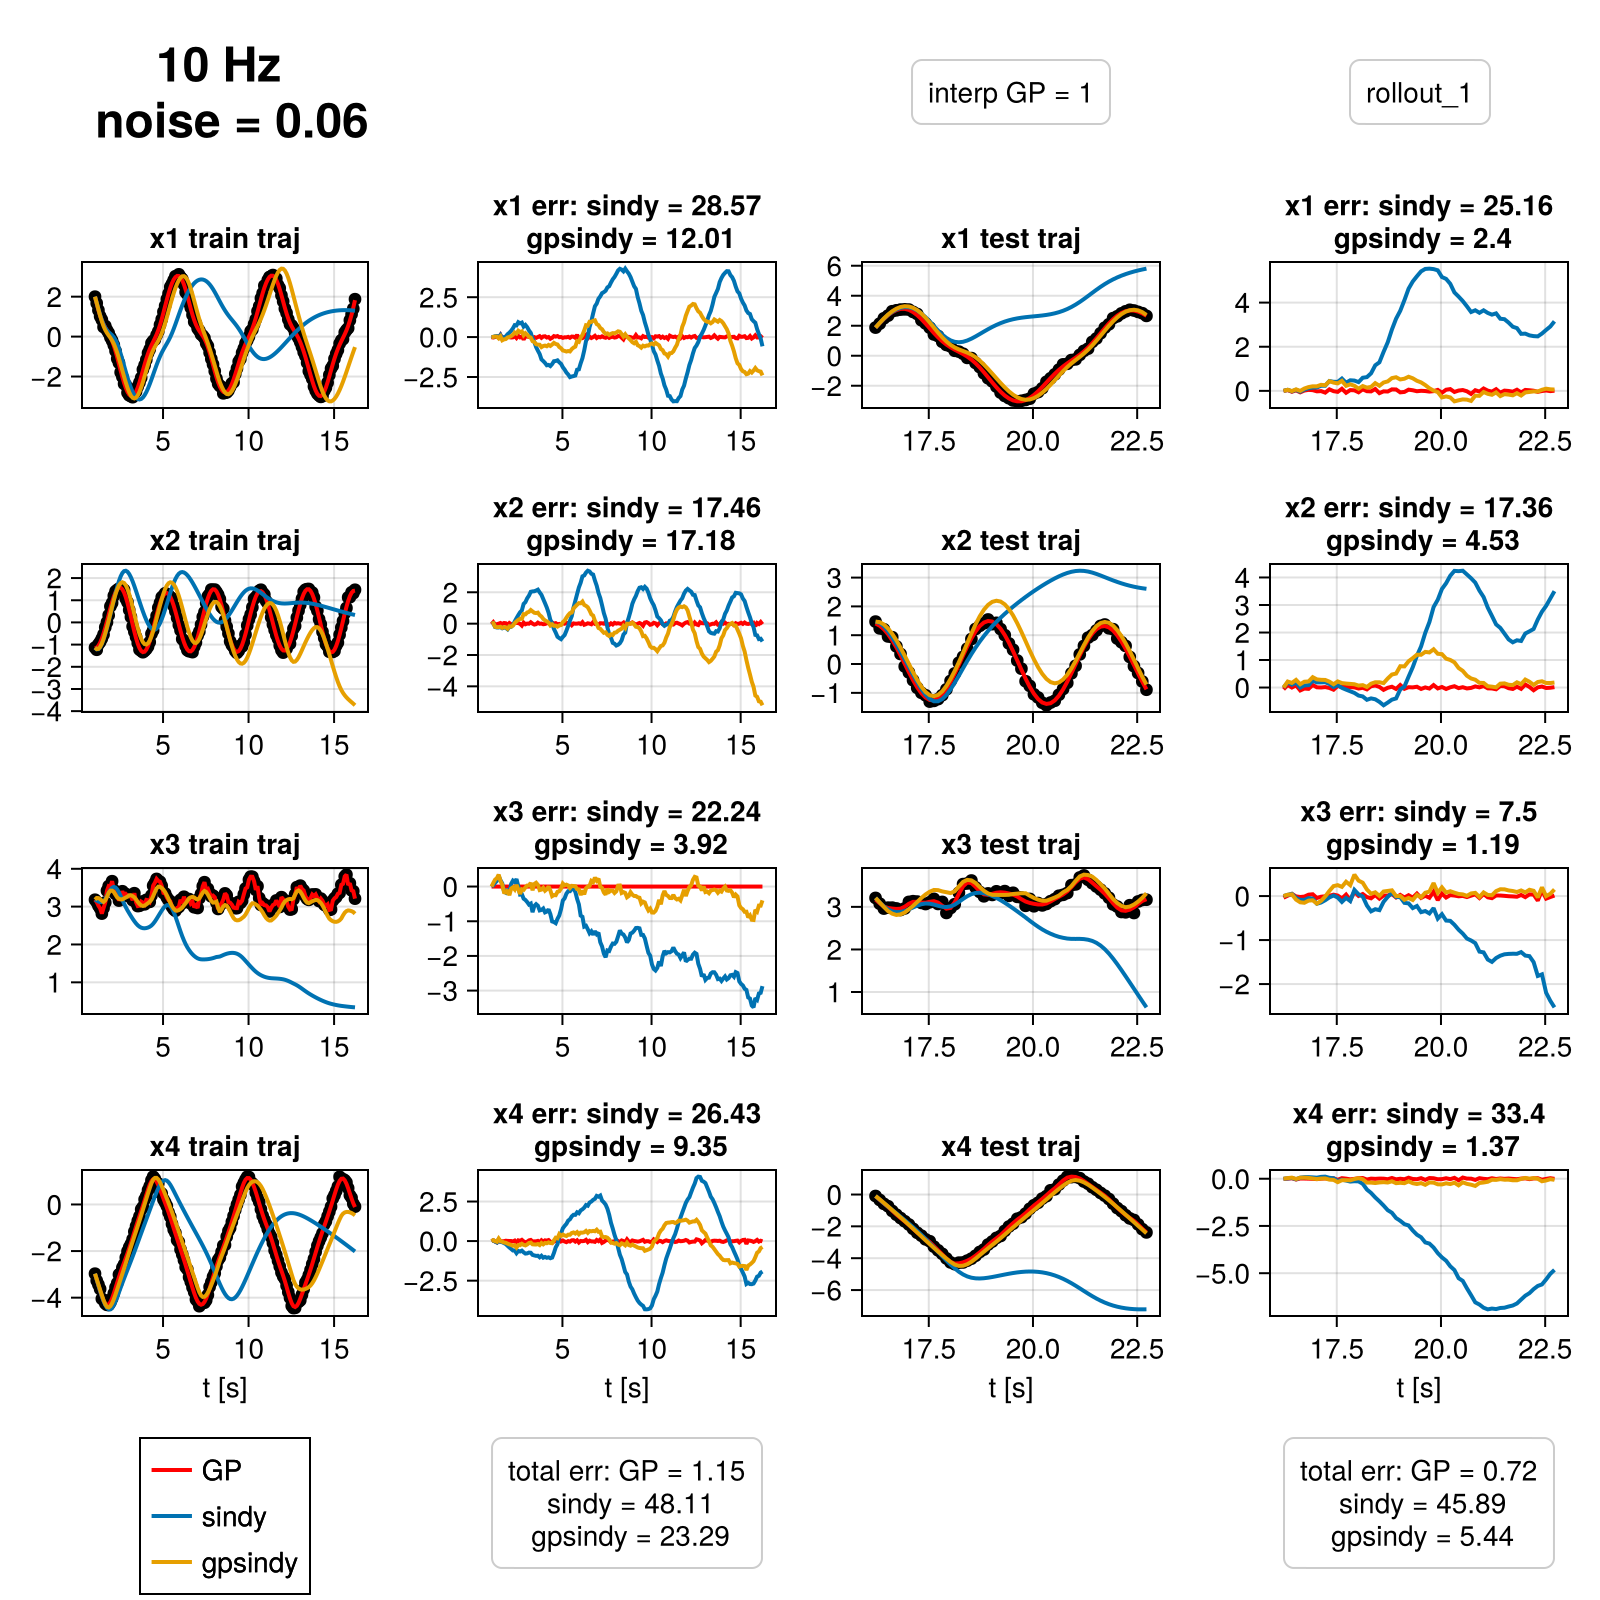 10 Hz
noise = 0.06
interp GP = 1
rollout_1
x1 train traj
2
0
−2
5
10
15
x1 err: sindy = 28.57
gpsindy = 12.01
2.5
0.0
−2.5
5
10
15
x1 test traj
6
4
2
0
−2
17.5
20.0
22.5
x1 err: sindy = 25.16
gpsindy = 2.4
4
2
0
17.5
20.0
22.5
x2 train traj
2
1
0
−1
−2
−3
−4
5
10
15
x2 err: sindy = 17.46
gpsindy = 17.18
2
0
−2
−4
5
10
15
x2 test traj
3
2
1
0
−1
17.5
20.0
22.5
x2 err: sindy = 17.36
gpsindy = 4.53
4
3
2
1
0
17.5
20.0
22.5
x3 train traj
4
3
2
1
5
10
15
x3 err: sindy = 22.24
gpsindy = 3.92
0
−1
−2
−3
5
10
15
x3 test traj
3
2
1
17.5
20.0
22.5
x3 err: sindy = 7.5
gpsindy = 1.19
0
−1
−2
17.5
20.0
22.5
x4 train traj
0
−2
−4
5
10
15
t [s]
x4 err: sindy = 26.43
gpsindy = 9.35
2.5
0.0
−2.5
5
10
15
t [s]
x4 test traj
0
−2
−4
−6
17.5
20.0
22.5
t [s]
x4 err: sindy = 33.4
gpsindy = 1.37
0.0
−2.5
−5.0
17.5
20.0
22.5
t [s]
GP
sindy
gpsindy
total err: GP = 1.15
sindy = 48.11
gpsindy = 23.29
total err: GP = 0.72
sindy = 45.89
gpsindy = 5.44